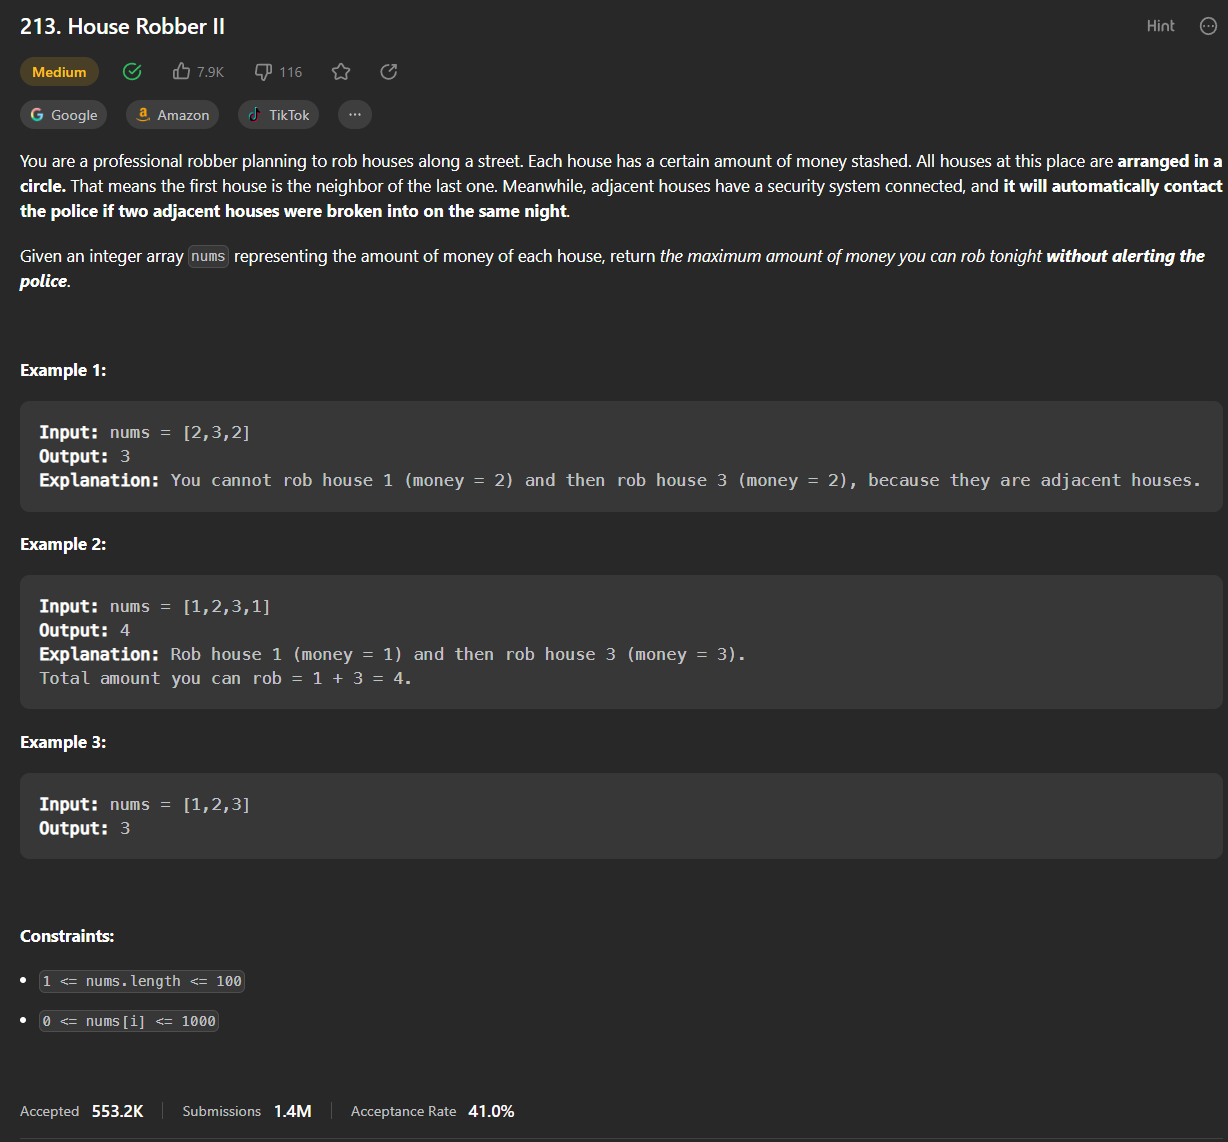 213. House Robber II
Hint
Medium
7.9K
116
Google
Amazon
TikTok
You are a professional robber planning to rob houses along a street. Each house has a certain amount of money stashed. All houses at this place are arranged in a
circle. That means the first house is the neighbor of the last one. Meanwhile, adjacent houses have a security system connected, and it will automatically contact
the police if two adjacent houses were broken into on the same night.
Given an integer array nums representing the amount of money of each house, return the maximum amount of money you can rob tonight without alerting the
police.
Example 1:
Input: nums = [2,3,2]
Output: 3
Explanation: You cannot rob house 1 (money = 2) and then rob house 3 (money = 2), because they are adjacent houses.
Example 2:
Input: nums = [1,2,3,1]
Output: 4
Explanation: Rob house 1 (money = 1) and then rob house 3 (money = 3).
Total amount you can rob = 1 + 3 = 4.
Example 3:
Input: nums = [1,2,3]
Output: 3
Constraints:
• 1 <= nums.length <= 100
• 0 <= nums[i] <= 1000
Accepted 553.2K Submissions 1.4M Acceptance Rate 41.0%